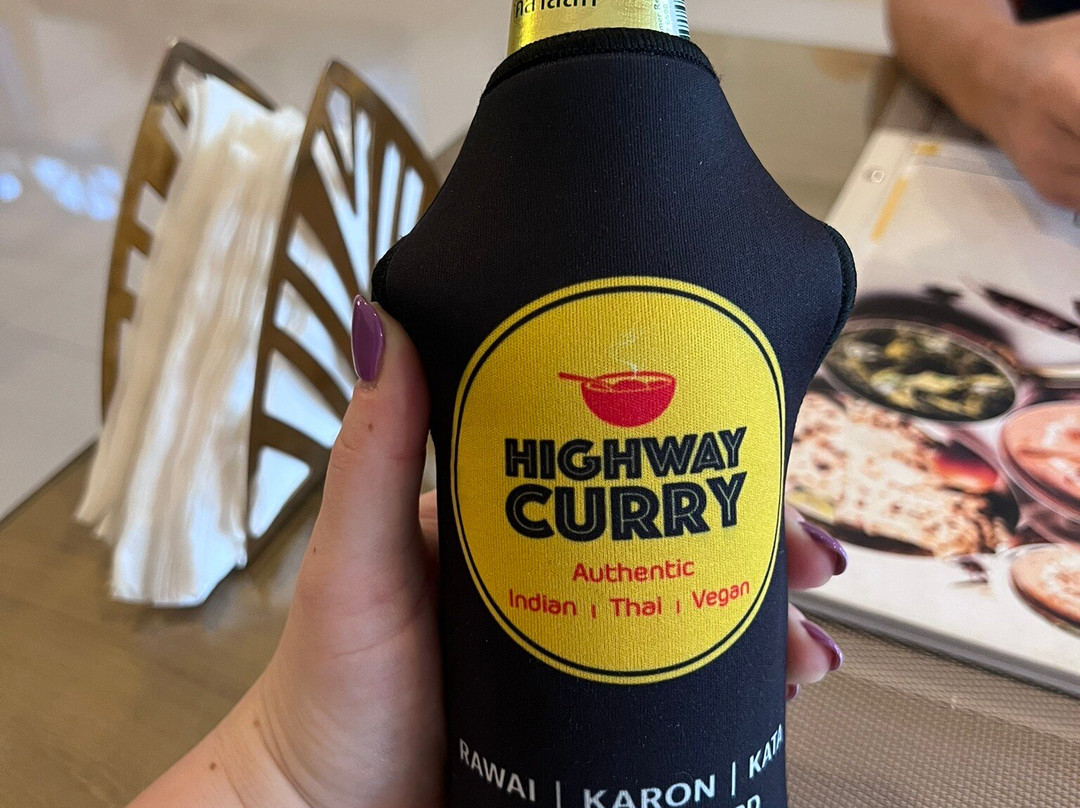 HIGHWAY
CURRY
Authentic
Indian | Thai | Vegan
RAWAI | KARON | KATA